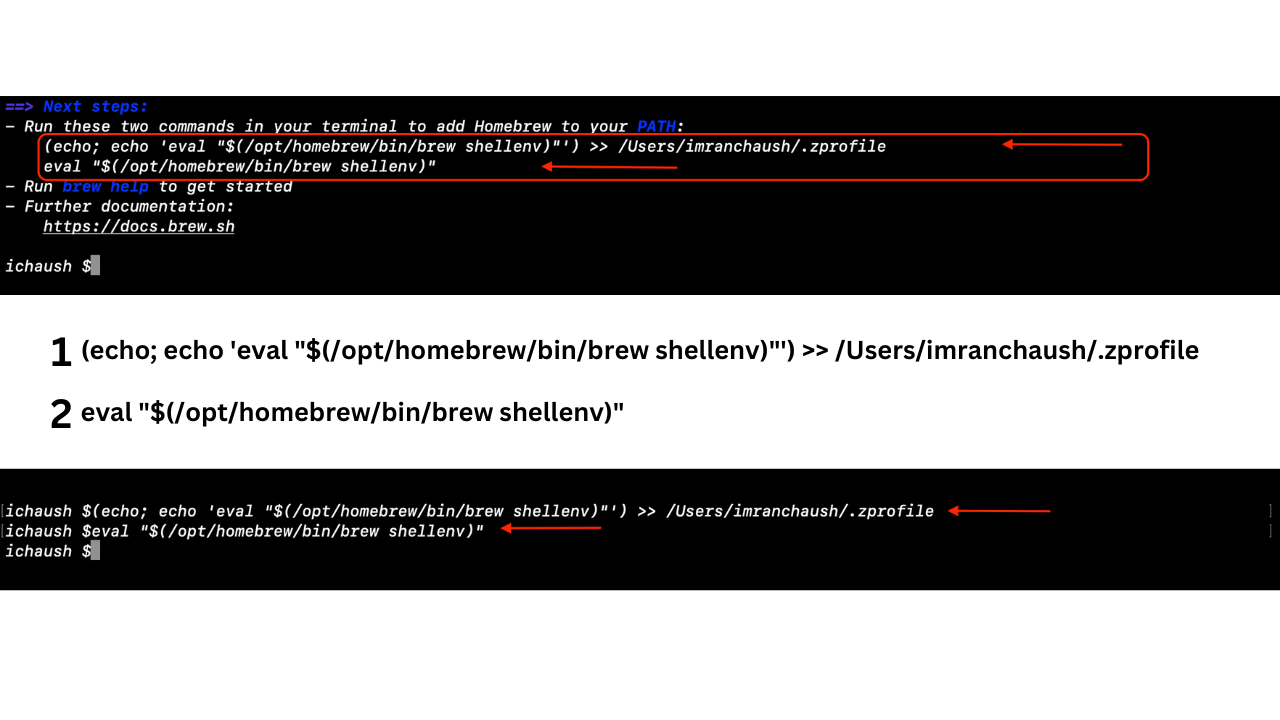 ==> Next steps:
– Run these two commands in your terminal to add Homebrew to your PATH:
(echo; echo 'eval "$(/opt/homebrew/bin/brew shellenv)"') >> /Users/imranchaush/.zprofile
eval "$(/opt/homebrew/bin/brew shellenv)"
– Run brew help to get started
– Further documentation:
https://docs.brew.sh
ichaush $
1 (echo; echo 'eval "$(/opt/homebrew/bin/brew shellenv)"') >> /Users/imranchaush/.zprofile
2 eval "$(/opt/homebrew/bin/brew shellenv)"
[ichaush $(echo; echo 'eval "$(/opt/homebrew/bin/brew shellenv)"') >> /Users/imranchaush/.zprofile ]
[ichaush $eval "$(/opt/homebrew/bin/brew shellenv)" ]
ichaush $